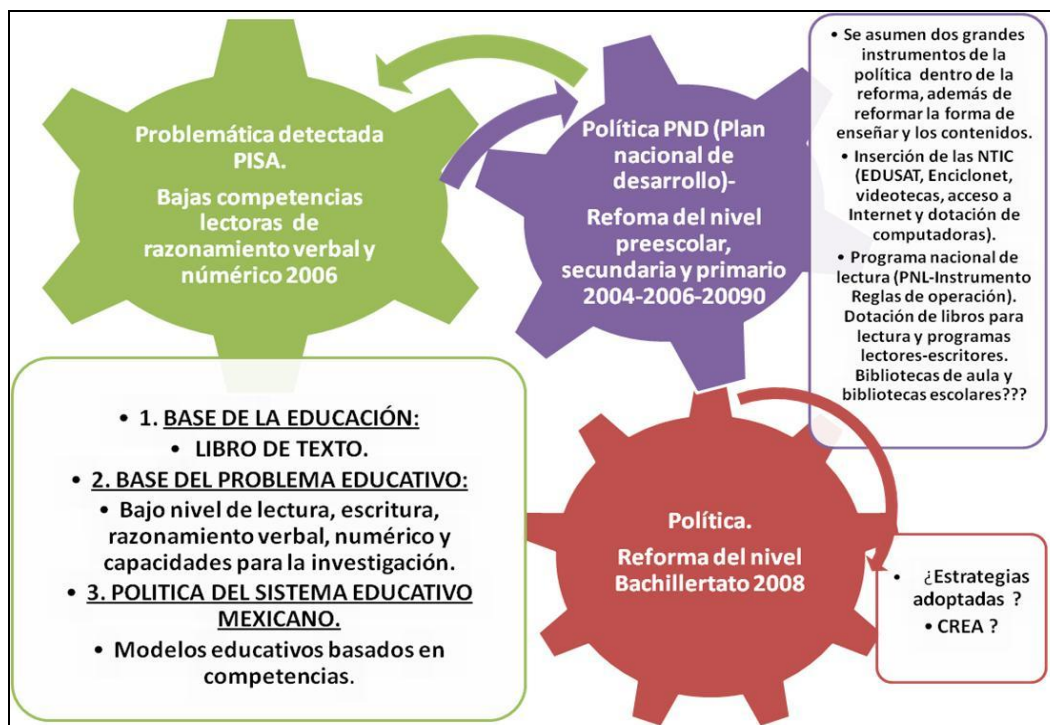 Problemática detectada
PISA.
Bajas competencias
lectoras  de
razonamiento verbal y
númérico 2006
Política PND (Plan
nacional de
desarrollo)-
Refoma del nivel
preescolar,
secundaria y primario
2004-2006-20090
• Se asumen dos grandes
instrumentos de la
política  dentro de la
reforma, además de
reformar la forma de
enseñar y los contenidos.
• Inserción de las NTIC
(EDUSAT, Enciclonet,
videotecas, acceso a
Internet y dotación de
computadoras).
• Programa nacional de
lectura (PNL-Instrumento
Reglas de operación).
Dotación de libros para
lectura y programas
lectores-escritores.
Bibliotecas de aula y
bibliotecas escolares???
• 1. BASE DE LA EDUCACIÓN:
• LIBRO DE TEXTO.
• 2. BASE DEL PROBLEMA EDUCATIVO:
• Bajo nivel de lectura, escritura,
razonamiento verbal, numérico y
capacidades para la investigación.
• 3. POLITICA DEL SISTEMA EDUCATIVO
MEXICANO.
• Modelos educativos basados en
competencias.
Política.
Reforma del nivel
Bachillertato 2008
• ¿Estrategias
adoptadas ?
• CREA ?